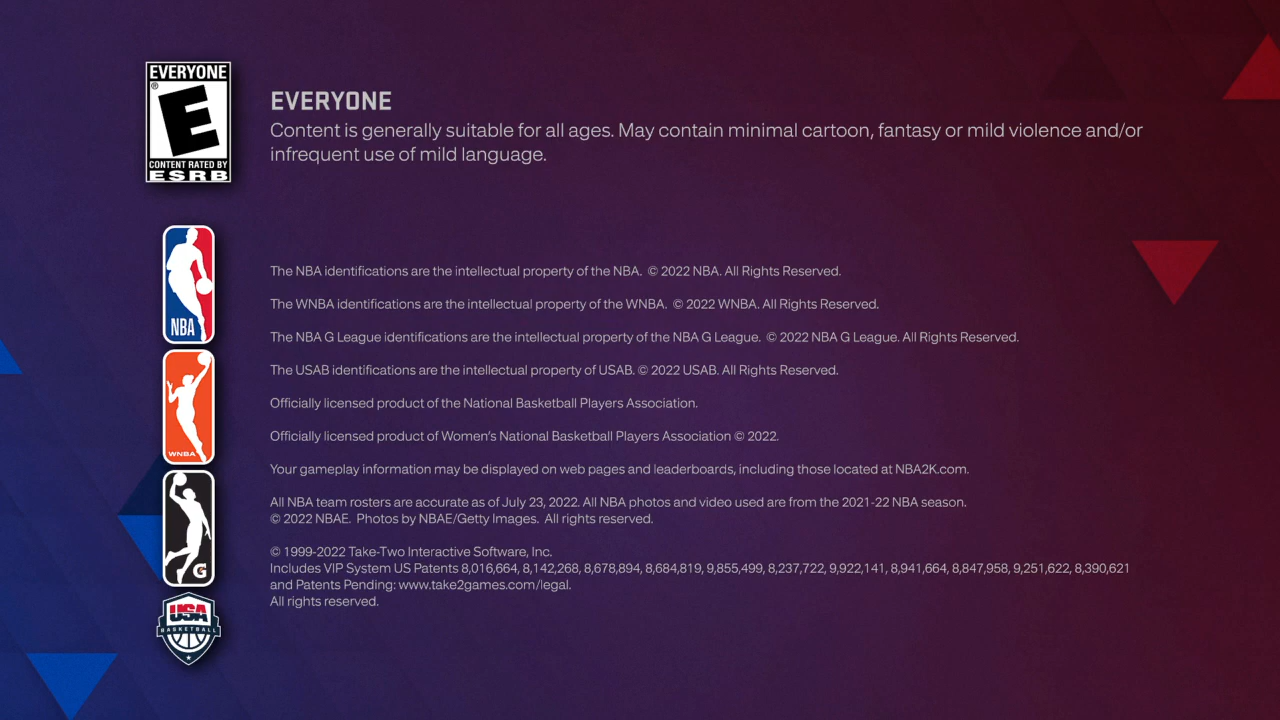 EVERYONE
E
CONTENT RATED BY
ESRB
EVERYONE
Content is generally suitable for all ages. May contain minimal cartoon, fantasy or mild violence and/or
infrequent use of mild language.
NBA
WNBA
G
USA
BASKETBALL
The NBA identifications are the intellectual property of the NBA. © 2022 NBA. All Rights Reserved.
The WNBA identifications are the intellectual property of the WNBA. © 2022 WNBA. All Rights Reserved.
The NBA G League identifications are the intellectual property of the NBA G League. © 2022 NBA G League. All Rights Reserved.
The USAB identifications are the intellectual property of USAB. © 2022 USAB. All Rights Reserved.
Officially licensed product of the National Basketball Players Association.
Officially licensed product of Women's National Basketball Players Association © 2022.
Your gameplay information may be displayed on web pages and leaderboards, including those located at NBA2K.com.
All NBA team rosters are accurate as of July 23, 2022. All NBA photos and video used are from the 2021-22 NBA season.
© 2022 NBAE. Photos by NBAE/Getty Images. All rights reserved.
© 1999-2022 Take-Two Interactive Software, Inc.
Includes VIP System US Patents 8,016,664, 8,142,268, 8,678,894, 8,684,819, 9,855,499, 8,237,722, 9,922,141, 8,941,664, 8,847,958, 9,251,622, 8,390,621
and Patents Pending: www.take2games.com/legal.
All rights reserved.